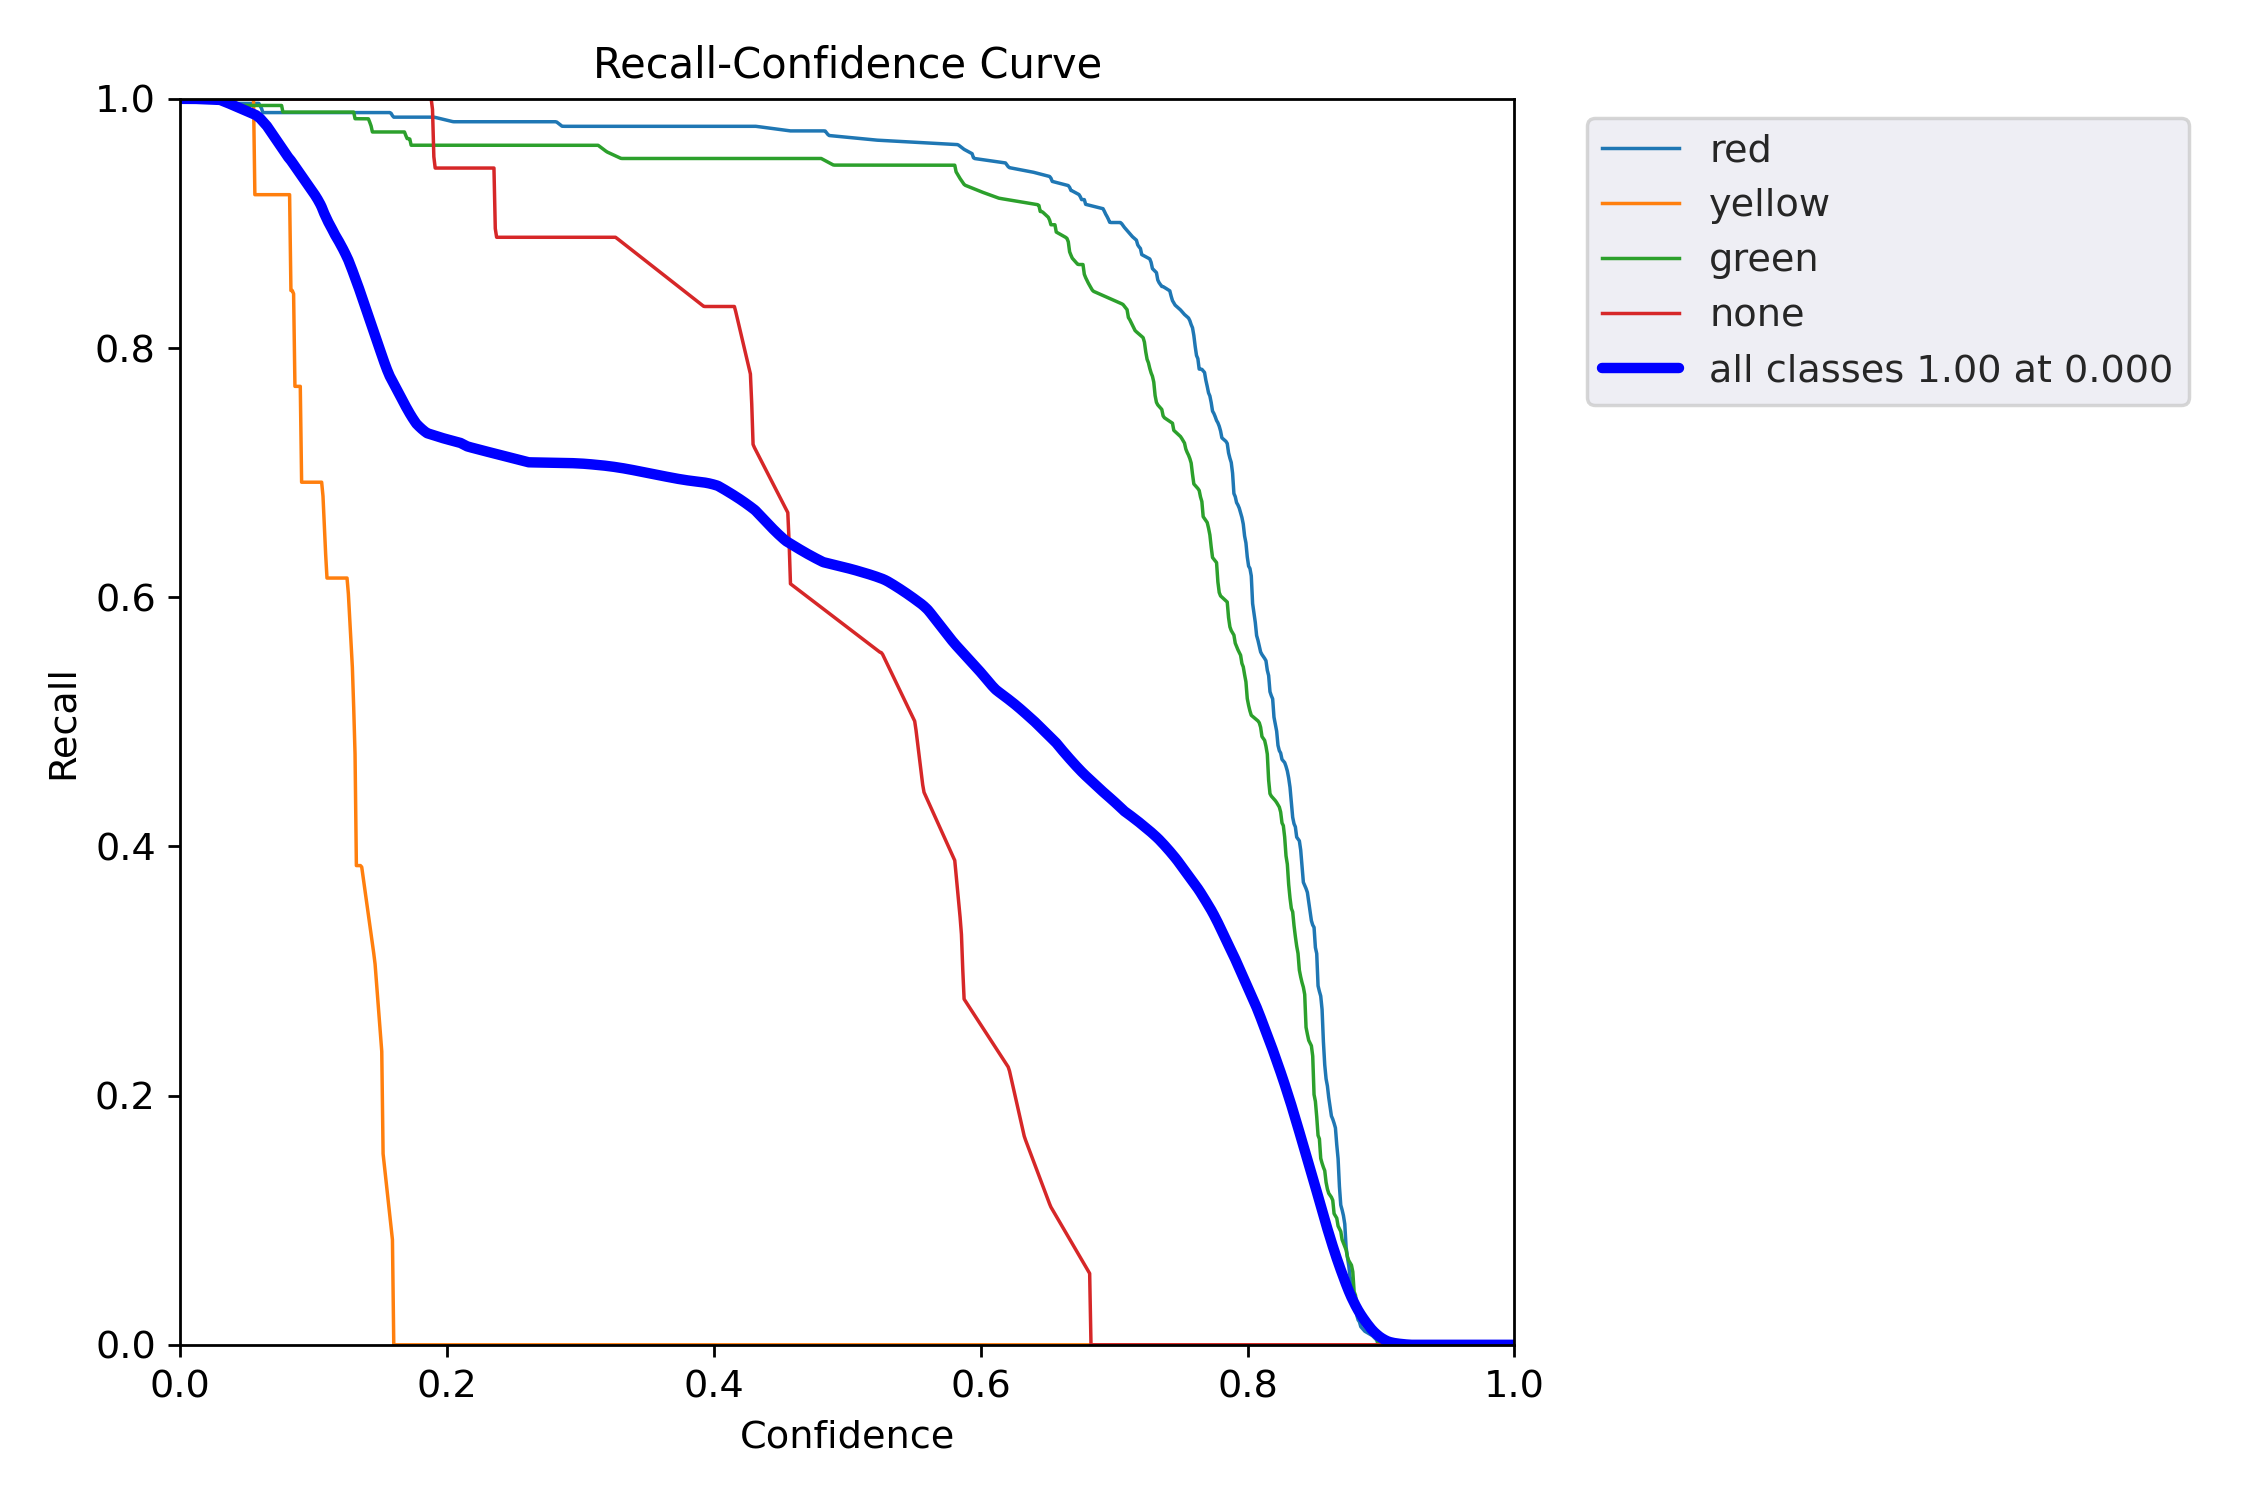 Recall-Confidence Curve
1.0
0.8
0.6
0.4
0.2
0.0
Recall
0.0 0.2 0.4 0.6 0.8 1.0
Confidence
red
yellow
green
none
all classes 1.00 at 0.000